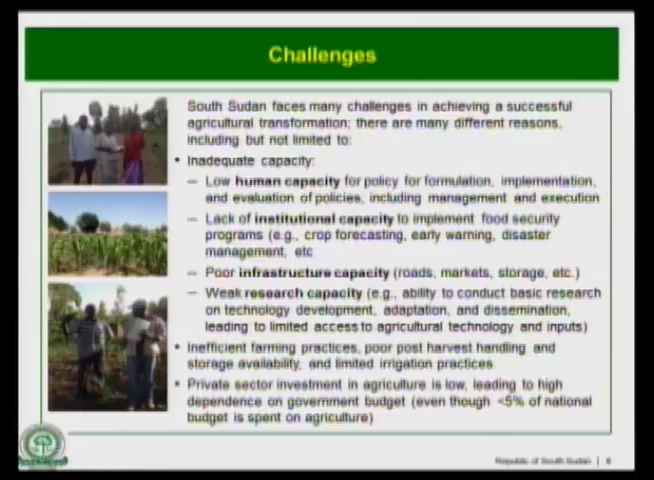 Challenges
South Sudan faces many challenges in achieving a successful
agricultural transformation; there are many different reasons,
including but not limited to:
• Inadequate capacity:
– Low human capacity for policy for formulation, implementation,
and evaluation of policies, including management and execution
– Lack of institutional capacity to implement food security
programs (e.g., crop forecasting, early warning, disaster
management, etc
– Poor infrastructure capacity (roads, markets, storage, etc.)
– Weak research capacity (e.g., ability to conduct basic research
on technology development, adaptation, and dissemination,
leading to limited access to agricultural technology and inputs)
• Inefficient farming practices, poor post harvest handling and
storage availability, and limited irrigation practices
• Private sector investment in agriculture is low, leading to high
dependence on government budget (even though <5% of national
budget is spent on agriculture)
Republic of South Sudan |